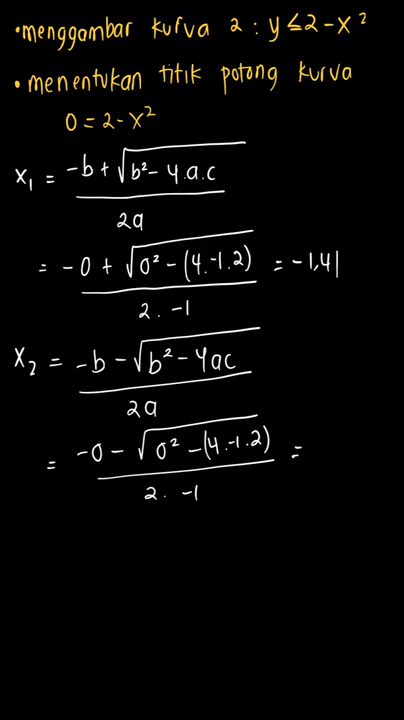 •menggambar kurva 2 : y ≤ 2 - x²
• menentukan titik potong kurva
0 = 2 - x²
x₁ = (-b + √(b² - 4.a.c)) / 2a
= (-0 + √(0² - (4.-1.2))) / (2 . -1) = -1,41
x₂ = (-b - √(b² - 4ac)) / 2a
= (-0 - √(0² - (4.-1.2))) / (2. -1) =